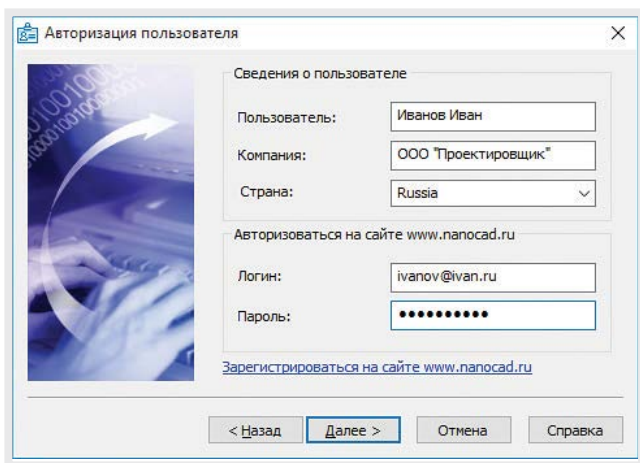 Авторизация пользователя
Сведения о пользователе
Пользователь: Иванов Иван
Компания: ООО "Проектировщик"
Страна: Russia
Авторизоваться на сайте www.nanocad.ru
Логин: ivanov@ivan.ru
Пароль: ●●●●●●●●●●
Зарегистрироваться на сайте www.nanocad.ru
< Назад Далее > Отмена Справка